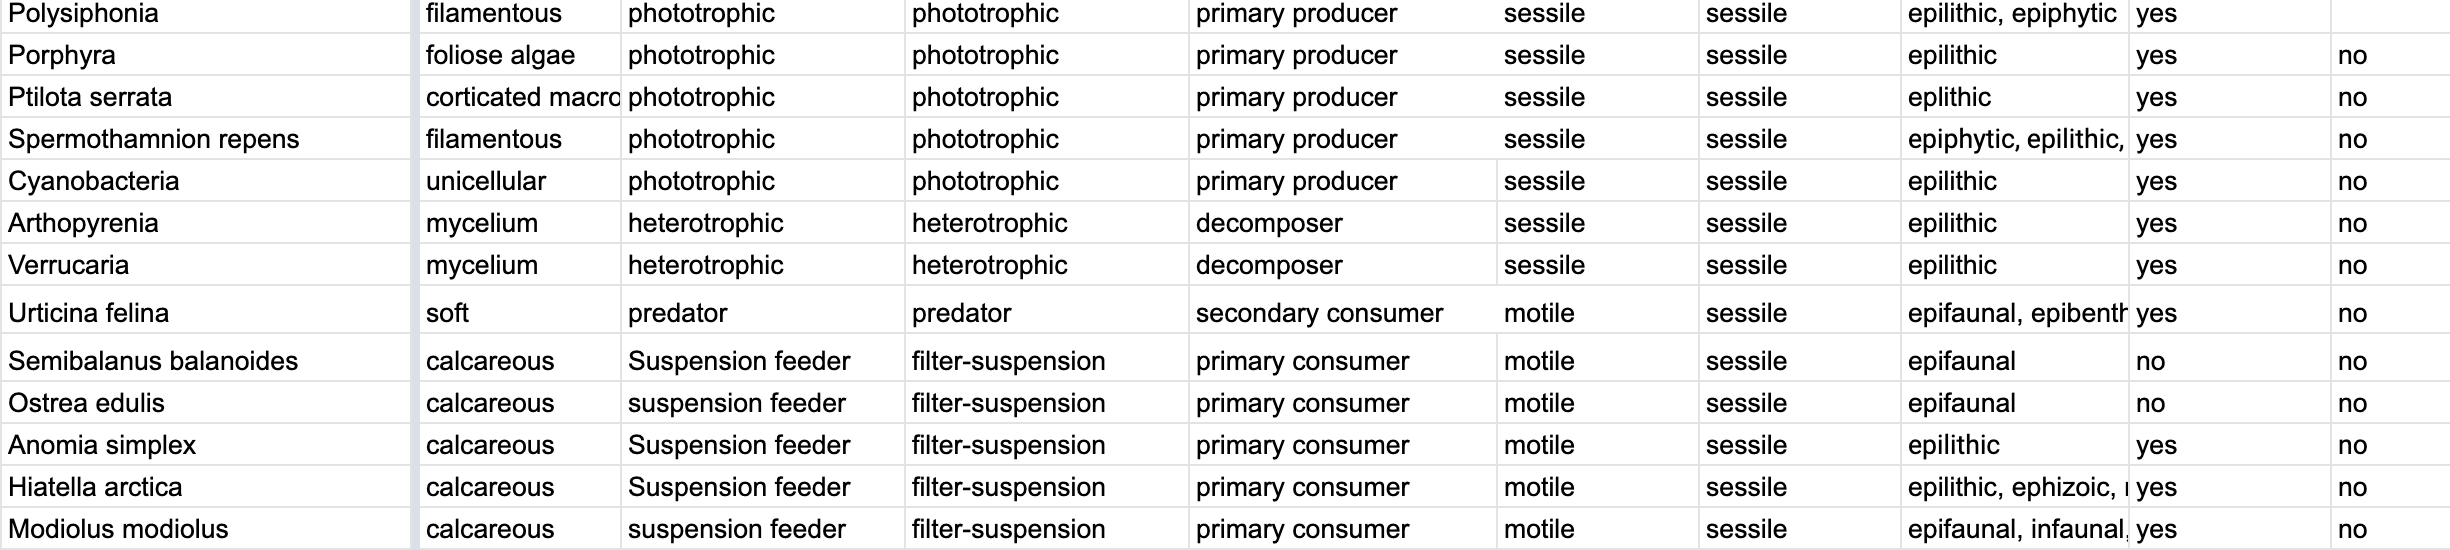 Polysiphonia filamentous phototrophic phototrophic primary producer sessile sessile epilithic, epiphytic yes
Porphyra foliose algae phototrophic phototrophic primary producer sessile sessile epilithic yes no
Ptilota serrata corticated macro phototrophic phototrophic primary producer sessile sessile eplithic yes no
Spermothamnion repens filamentous phototrophic phototrophic primary producer sessile sessile epiphytic, epilithic, yes no
Cyanobacteria unicellular phototrophic phototrophic primary producer sessile sessile epilithic yes no
Arthopyrenia mycelium heterotrophic heterotrophic decomposer sessile sessile epilithic yes no
Verrucaria mycelium heterotrophic heterotrophic decomposer sessile sessile epilithic yes no
Urticina felina soft predator predator secondary consumer motile sessile epifaunal, epibenth yes no
Semibalanus balanoides calcareous Suspension feeder filter-suspension primary consumer motile sessile epifaunal no no
Ostrea edulis calcareous suspension feeder filter-suspension primary consumer motile sessile epifaunal no no
Anomia simplex calcareous Suspension feeder filter-suspension primary consumer motile sessile epilithic yes no
Hiatella arctica calcareous Suspension feeder filter-suspension primary consumer motile sessile epilithic, ephizoic, yes no
Modiolus modiolus calcareous suspension feeder filter-suspension primary consumer motile sessile epifaunal, infaunal, yes no